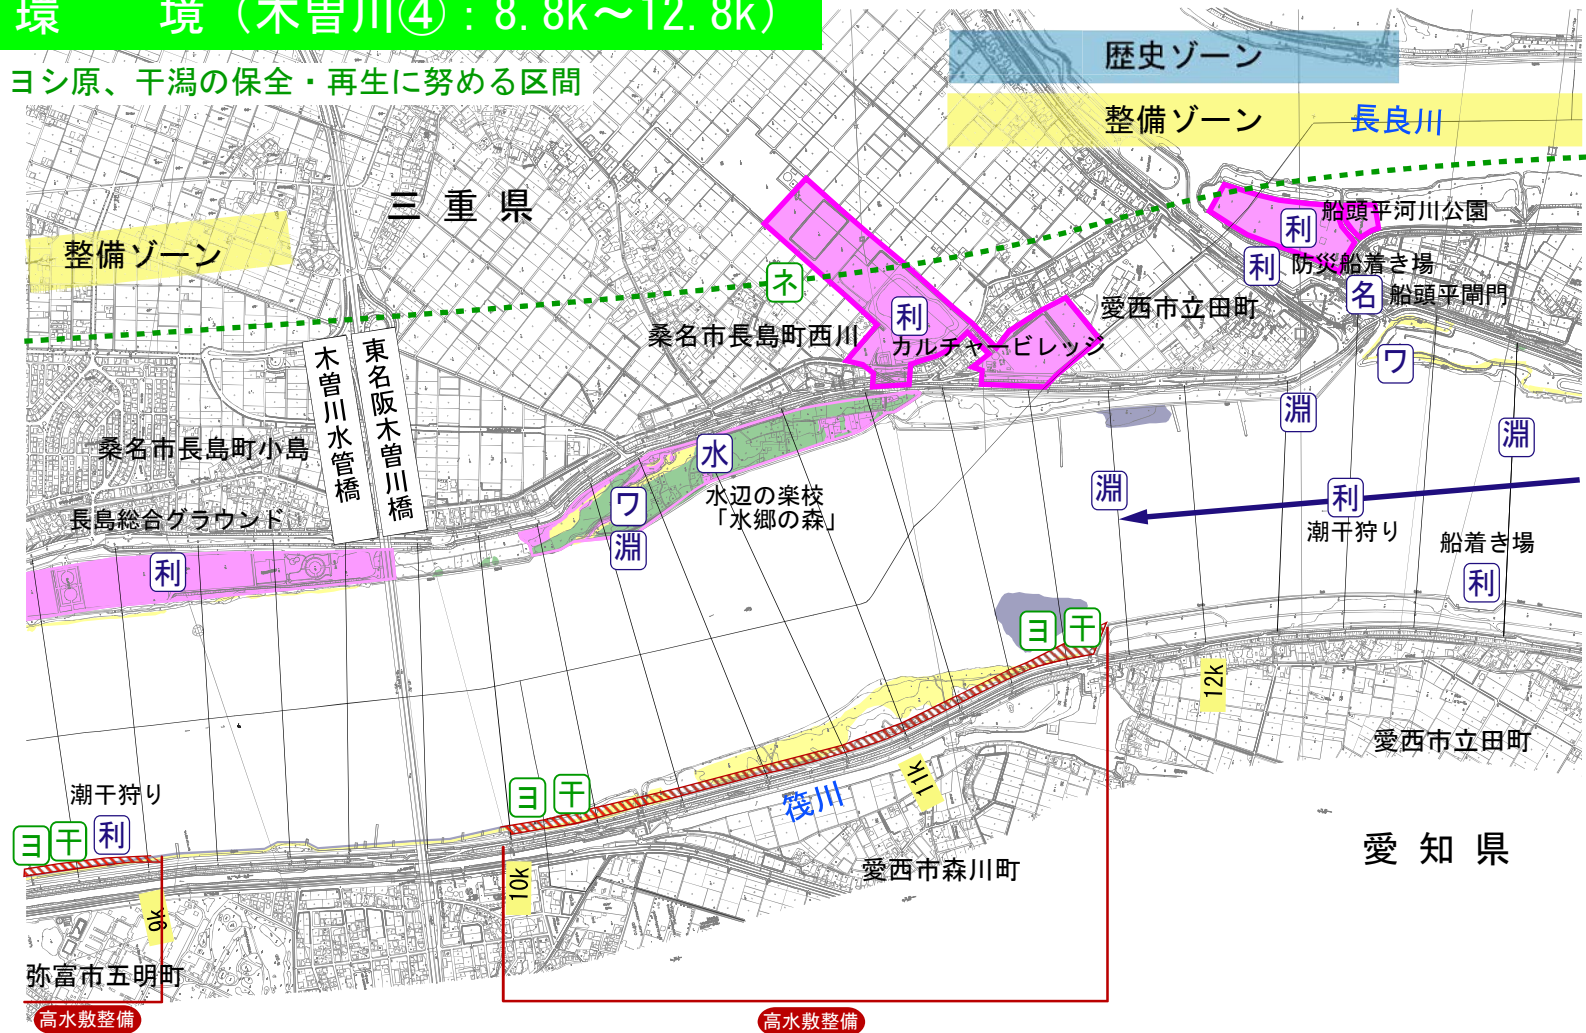 環　境（木曽川④：8.8k～12.8k）
ヨシ原、干潟の保全・再生に努める区間
歴史ゾーン
整備ゾーン
長良川
三重県
整備ゾーン
船頭平河川公園
利
利
防災船着き場
名
船頭平閘門
ネ
愛西市立田町
利
桑名市長島町西川
カルチャービレッジ
ワ
木曽川水管橋
東名阪木曽川橋
淵
淵
桑名市長島町小島
水
水辺の楽校
「水郷の森」
淵
利
潮干狩り
ワ
淵
長島総合グラウンド
船着き場
利
利
ヨ
干
12k
愛西市立田町
潮干狩り
ヨ
干
11k
筏川
ヨ
干
利
愛知県
愛西市森川町
10k
9k
弥富市五明町
高水敷整備
高水敷整備